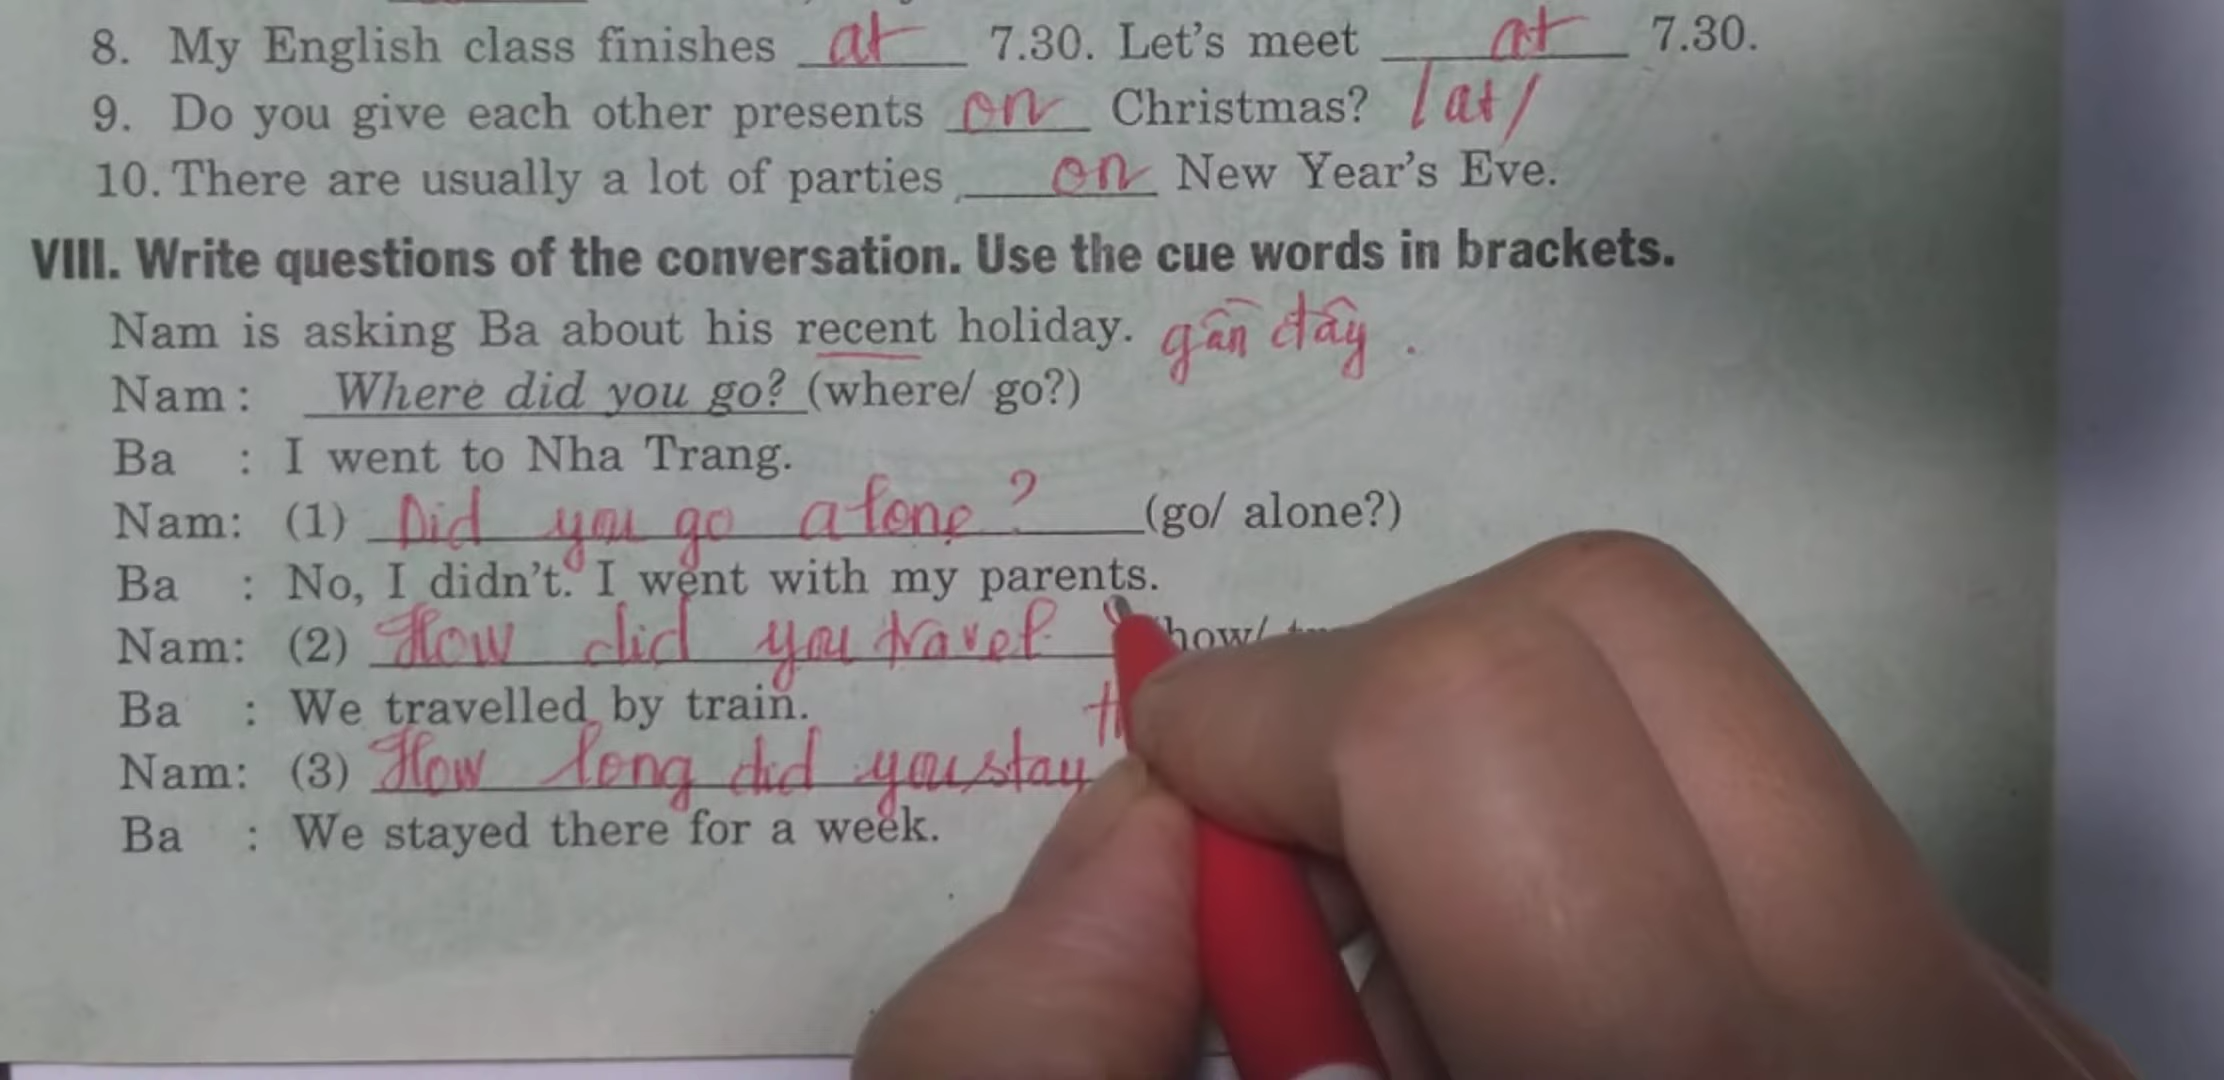 8. My English class finishes at 7.30. Let's meet at 7.30.
9. Do you give each other presents on Christmas? /at/
10. There are usually a lot of parties on New Year's Eve.
VIII. Write questions of the conversation. Use the cue words in brackets.
Nam is asking Ba about his recent holiday. gần đây.
Nam: Where did you go? (where/ go?)
Ba : I went to Nha Trang.
Nam: (1) Did you go alone? (go/ alone?)
Ba : No, I didn't. I went with my parents.
Nam: (2) How did you travel how/
Ba : We travelled by train.
Nam: (3) How long did you stay
Ba : We stayed there for a week.